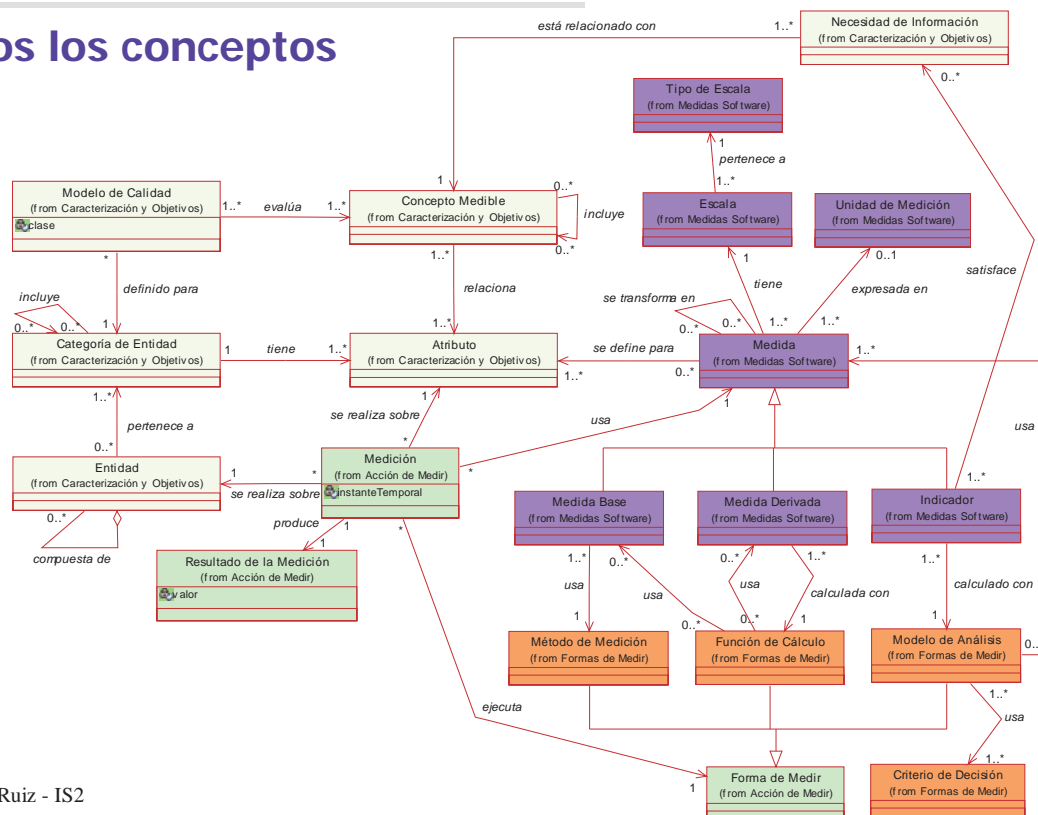 os los conceptos
está relacionado con
1..*
Necesidad de Información
(from Caracterización y Objetivos)
0..*
Tipo de Escala
(from Medidas Software)
1
pertenece a
1..*
Modelo de Calidad
(from Caracterización y Objetivos)
clase
1..*
evalúa
1..*
1
Concepto Medible
(from Caracterización y Objetivos)
0..*
incluye
0..*
Escala
(from Medidas Software)
Unidad de Medición
(from Medidas Software)
1
0..1
satisface
*
definido para
1..*
relaciona
tiene
expresada en
incluye
0..*
0..*
1
1..*
se transforma en
0..*
0..*
1..*
1..*
Categoría de Entidad
(from Caracterización y Objetivos)
1
tiene
1..*
Atributo
(from Caracterización y Objetivos)
1..*
se define para
0..*
Medida
(from Medidas Software)
1..*
1..*
pertenece a
0..*
1
se realiza sobre
*
usa
1
usa
Entidad
(from Caracterización y Objetivos)
1
*
se realiza sobre
Medición
(from Acción de Medir)
instanteTemporal
*
1..*
0..*
compuesta de
produce
1
1
*
Medida Base
(from Medidas Software)
Medida Derivada
(from Medidas Software)
Indicador
(from Medidas Software)
Resultado de la Medición
(from Acción de Medir)
valor
1..*
usa
1
0..*
usa
0..*
0..*
usa
0..*
1..*
calculada con
1
1..*
calculado con
1
Método de Medición
(from Formas de Medir)
Función de Cálculo
(from Formas de Medir)
Modelo de Análisis
(from Formas de Medir)
0..
1..*
usa
1..*
ejecuta
1
Forma de Medir
(from Acción de Medir)
Criterio de Decisión
(from Formas de Medir)
Ruiz - IS2